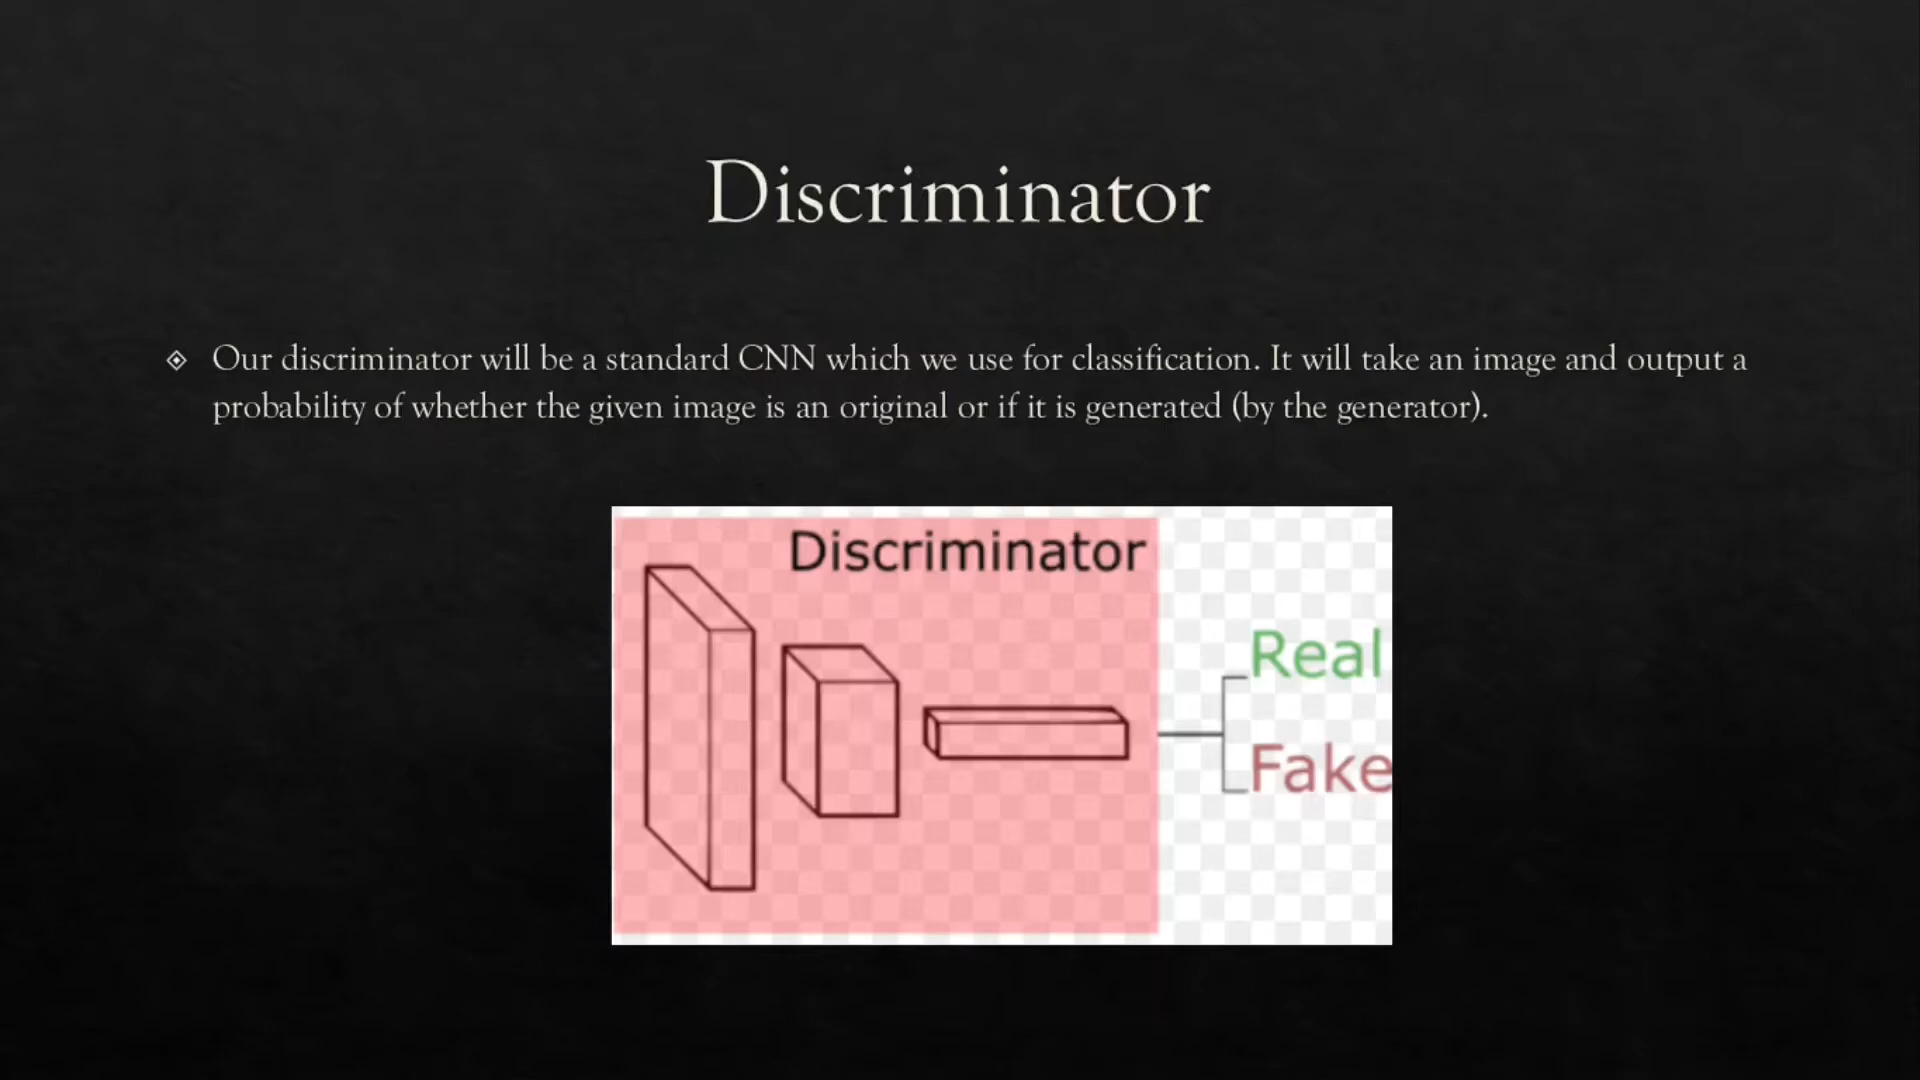 Discriminator
Our discriminator will be a standard CNN which we use for classification. It will take an image and output a
probability of whether the given image is an original or if it is generated (by the generator).
Discriminator
Real
Fake